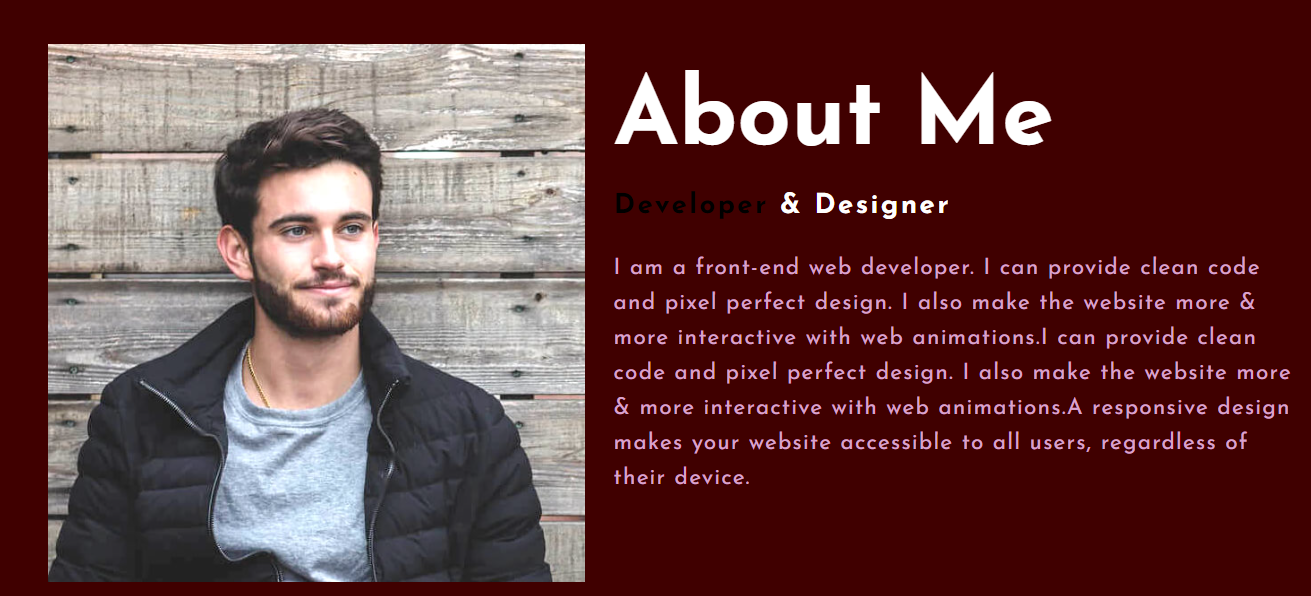 About Me
Developer & Designer
I am a front-end web developer. I can provide clean code
and pixel perfect design. I also make the website more &
more interactive with web animations.I can provide clean
code and pixel perfect design. I also make the website more
& more interactive with web animations.A responsive design
makes your website accessible to all users, regardless of
their device.